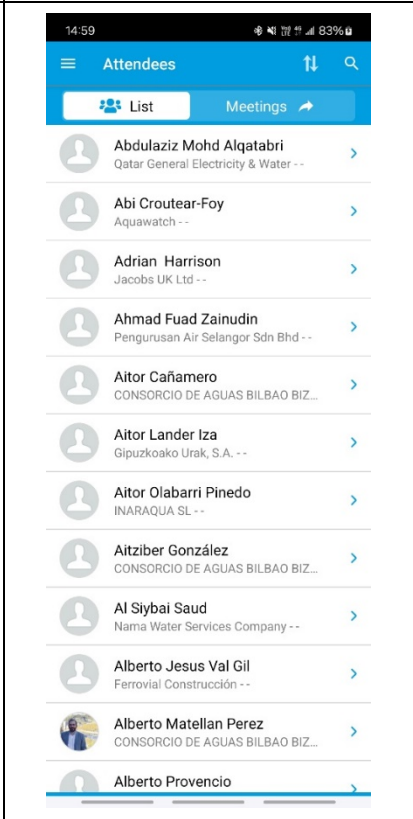 14:59
83%
Attendees
List
Meetings
Abdulaziz Mohd Alqatabri
Qatar General Electricity & Water - -
Abi Croutear-Foy
Aquawatch - -
Adrian Harrison
Jacobs UK Ltd - -
Ahmad Fuad Zainudin
Pengurusan Air Selangor Sdn Bhd - -
Aitor Cañamero
CONSORCIO DE AGUAS BILBAO BIZ...
Aitor Lander Iza
Gipuzkoako Urak, S.A. - -
Aitor Olabarri Pinedo
INARAQUA SL - -
Aitziber González
CONSORCIO DE AGUAS BILBAO BIZ...
Al Siybai Saud
Nama Water Services Company - -
Alberto Jesus Val Gil
Ferrovial Construcción - -
Alberto Matellan Perez
CONSORCIO DE AGUAS BILBAO BIZ...
Alberto Provencio